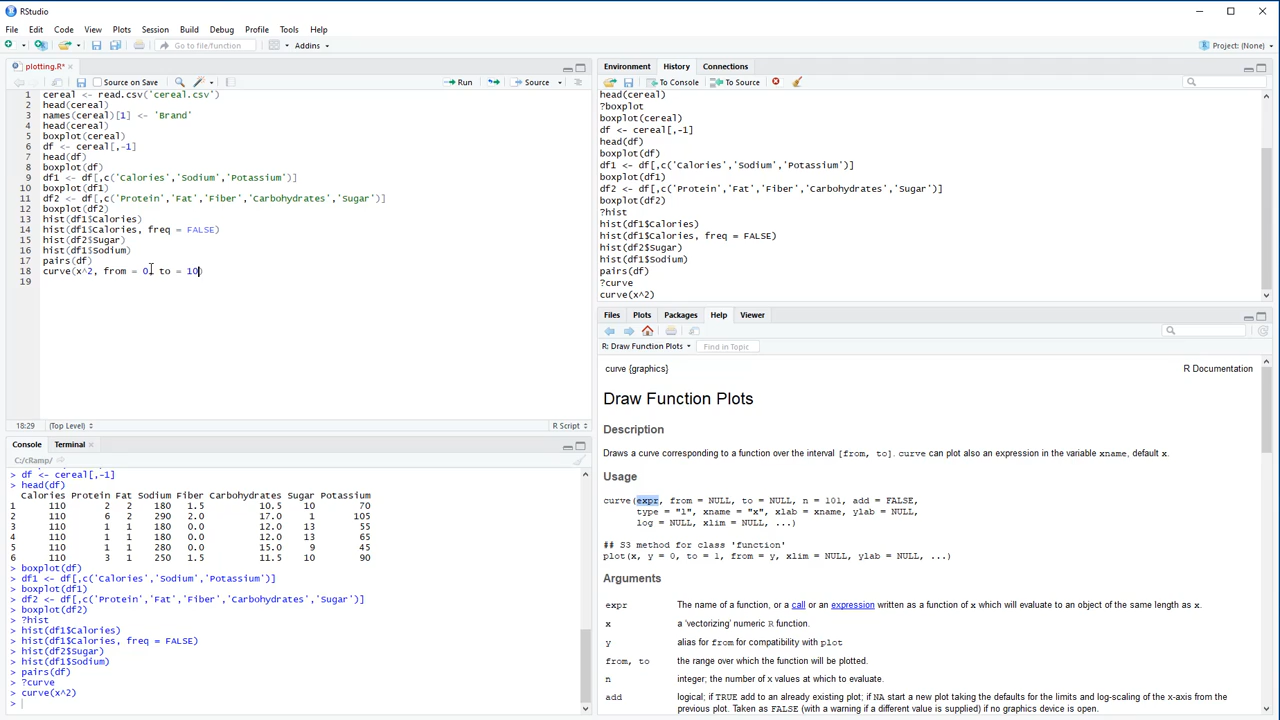 RStudio
File Edit Code View Plots Session Build Debug Profile Tools Help
Go to file/function Addins Project: (None)
plotting.R*
Source on Save Run Source
1 cereal <- read.csv('cereal.csv')
2 head(cereal)
3 names(cereal)[1] <- 'Brand'
4 head(cereal)
5 boxplot(cereal)
6 df <- cereal[,-1]
7 head(df)
8 boxplot(df)
9 df1 <- df[,c('Calories','Sodium','Potassium')]
10 boxplot(df1)
11 df2 <- df[,c('Protein','Fat','Fiber','Carbohydrates','Sugar')]
12 boxplot(df2)
13 hist(df1$Calories)
14 hist(df1$Calories, freq = FALSE)
15 hist(df2$Sugar)
16 hist(df1$Sodium)
17 pairs(df)
18 curve(x^2, from = 0, to = 10)
19
18:29 (Top Level) R Script
Console Terminal
C:/cRamp/
> df <- cereal[,-1]
> head(df)
Calories Protein Fat Sodium Fiber Carbohydrates Sugar Potassium
1 110 2 2 180 1.5 10.5 10 70
2 110 6 2 290 2.0 17.0 1 105
3 110 1 1 180 0.0 12.0 13 55
4 110 1 1 180 0.0 12.0 13 65
5 110 1 1 280 0.0 15.0 9 45
6 110 3 1 250 1.5 11.5 10 90
> boxplot(df)
> df1 <- df[,c('Calories','Sodium','Potassium')]
> boxplot(df1)
> df2 <- df[,c('Protein','Fat','Fiber','Carbohydrates','Sugar')]
> boxplot(df2)
> ?hist
> hist(df1$Calories)
> hist(df1$Calories, freq = FALSE)
> hist(df2$Sugar)
> hist(df1$Sodium)
> pairs(df)
> ?curve
> curve(x^2)
>
Environment History Connections
To Console To Source
head(cereal)
?boxplot
boxplot(cereal)
df <- cereal[,-1]
head(df)
boxplot(df)
df1 <- df[,c('Calories','Sodium','Potassium')]
boxplot(df1)
df2 <- df[,c('Protein','Fat','Fiber','Carbohydrates','Sugar')]
boxplot(df2)
?hist
hist(df1$Calories)
hist(df1$Calories, freq = FALSE)
hist(df2$Sugar)
hist(df1$Sodium)
pairs(df)
?curve
curve(x^2)
Files Plots Packages Help Viewer
R: Draw Function Plots Find in Topic
curve {graphics} R Documentation
Draw Function Plots
Description
Draws a curve corresponding to a function over the interval [from, to]. curve can plot also an expression in the variable xname, default x.
Usage
curve(expr, from = NULL, to = NULL, n = 101, add = FALSE,
type = "l", xname = "x", xlab = xname, ylab = NULL,
log = NULL, xlim = NULL, ...)
## S3 method for class 'function'
plot(x, y = 0, to = 1, from = y, xlim = NULL, ylab = NULL, ...)
Arguments
expr The name of a function, or a call or an expression written as a function of x which will evaluate to an object of the same length as x.
x a 'vectorizing' numeric R function.
y alias for from for compatibility with plot
from, to the range over which the function will be plotted.
n integer; the number of x values at which to evaluate.
add logical; if TRUE add to an already existing plot; if NA start a new plot taking the defaults for the limits and log-scaling of the x-axis from the
previous plot. Taken as FALSE (with a warning if a different value is supplied) if no graphics device is open.